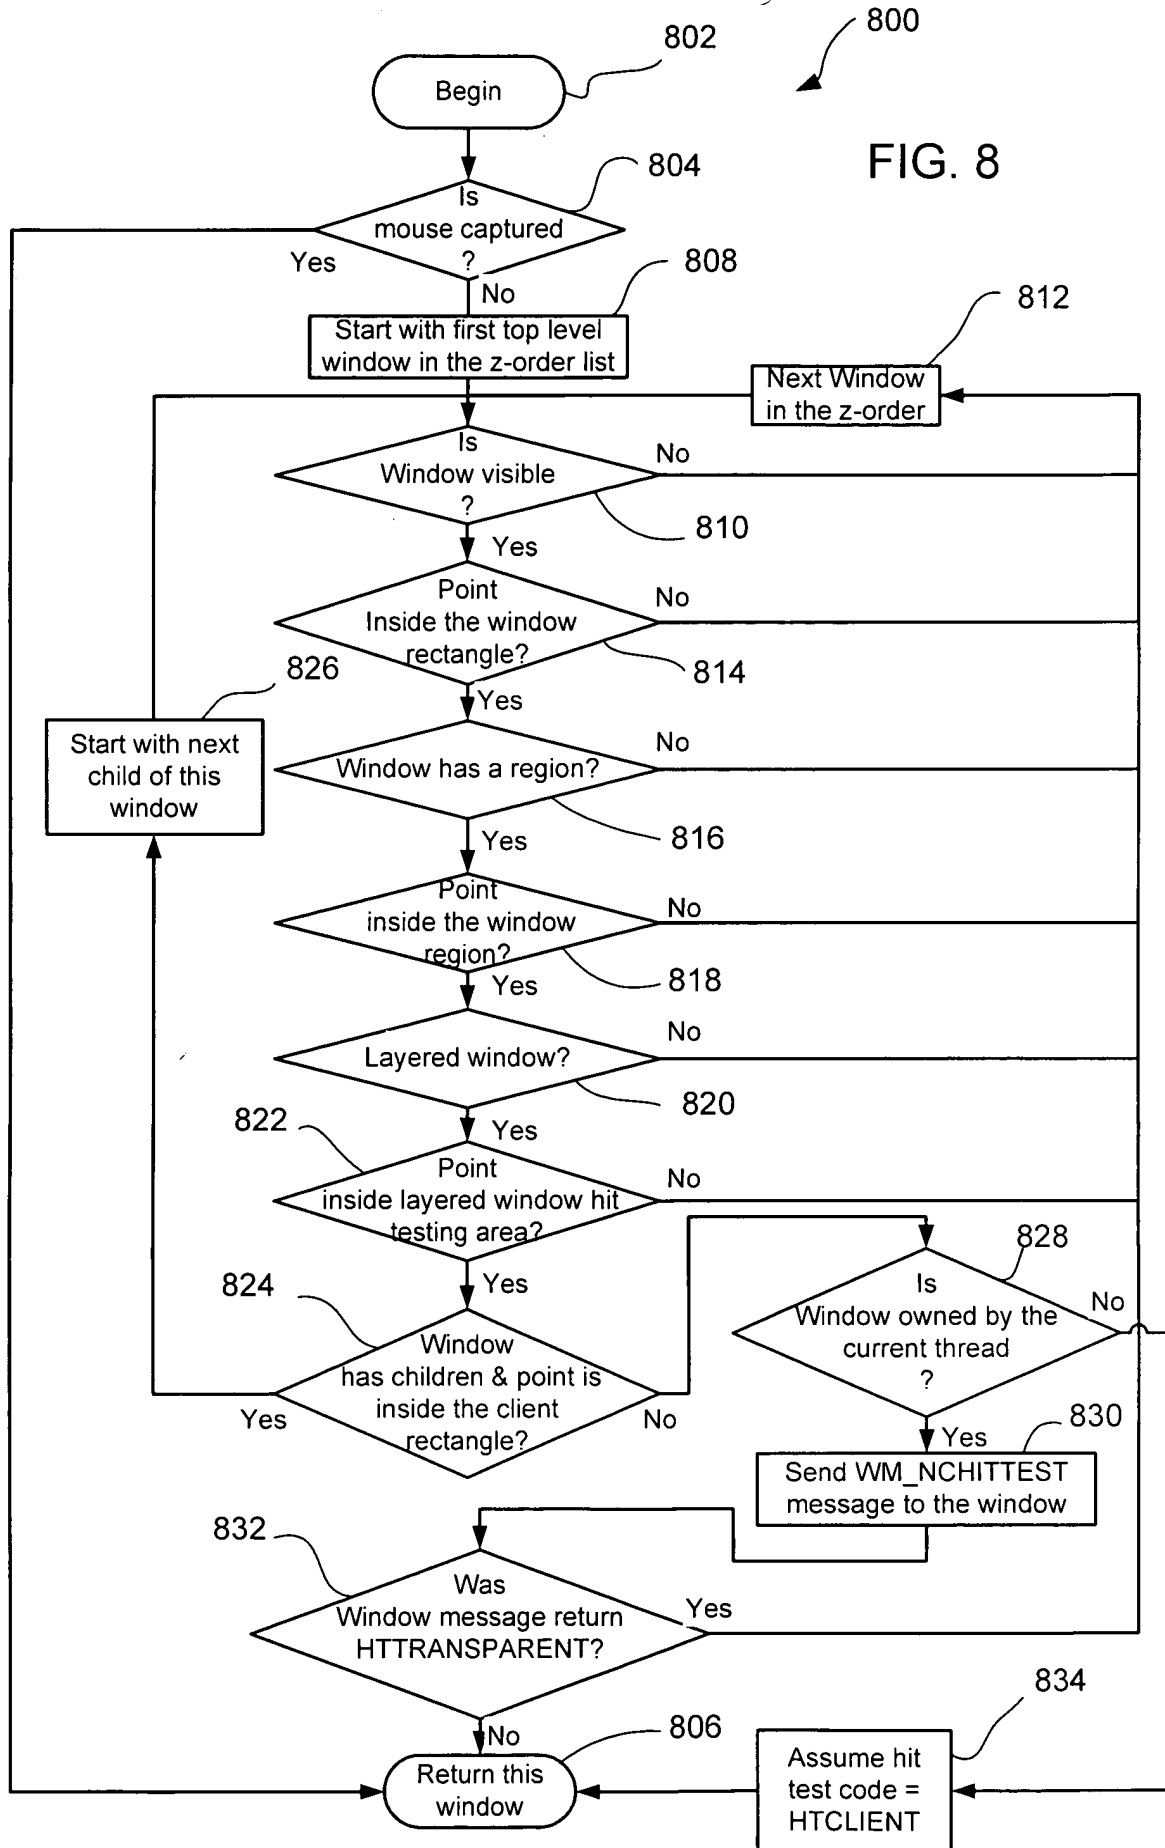 800
802
Begin
FIG. 8
804
Is
mouse captured
?
Yes
No
808
Start with first top level
window in the z-order list
812
Next Window
in the z-order
Is
Window visible
?
No
810
Yes
Point
Inside the window
rectangle?
No
814
Yes
826
Start with next
child of this
window
Window has a region?
No
816
Yes
Point
inside the window
region?
No
818
Yes
Layered window?
No
820
Yes
822
Point
inside layered window hit
testing area?
No
Yes
824
Window
has children & point is
inside the client
rectangle?
Yes
No
828
Is
Window owned by the
current thread
?
No
Yes
830
Send WM_NCHITTEST
message to the window
832
Was
Window message return
HTTRANSPARENT?
Yes
No
806
Return this
window
834
Assume hit
test code =
HTCLIENT